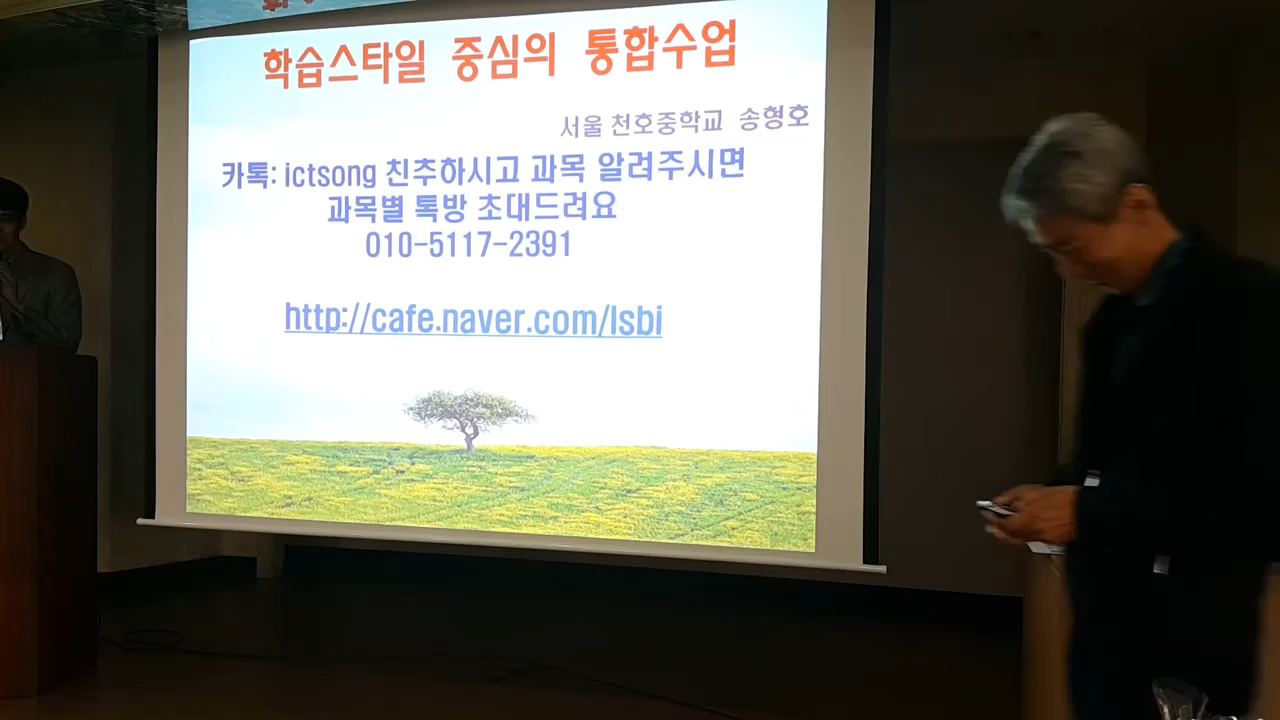 학습스타일 중심의 통합수업
서울 천호중학교 송형호
카톡: ictsong 친추하시고 과목 알려주시면
과목별 톡방 초대드려요
010-5117-2391
http://cafe.naver.com/lsbi